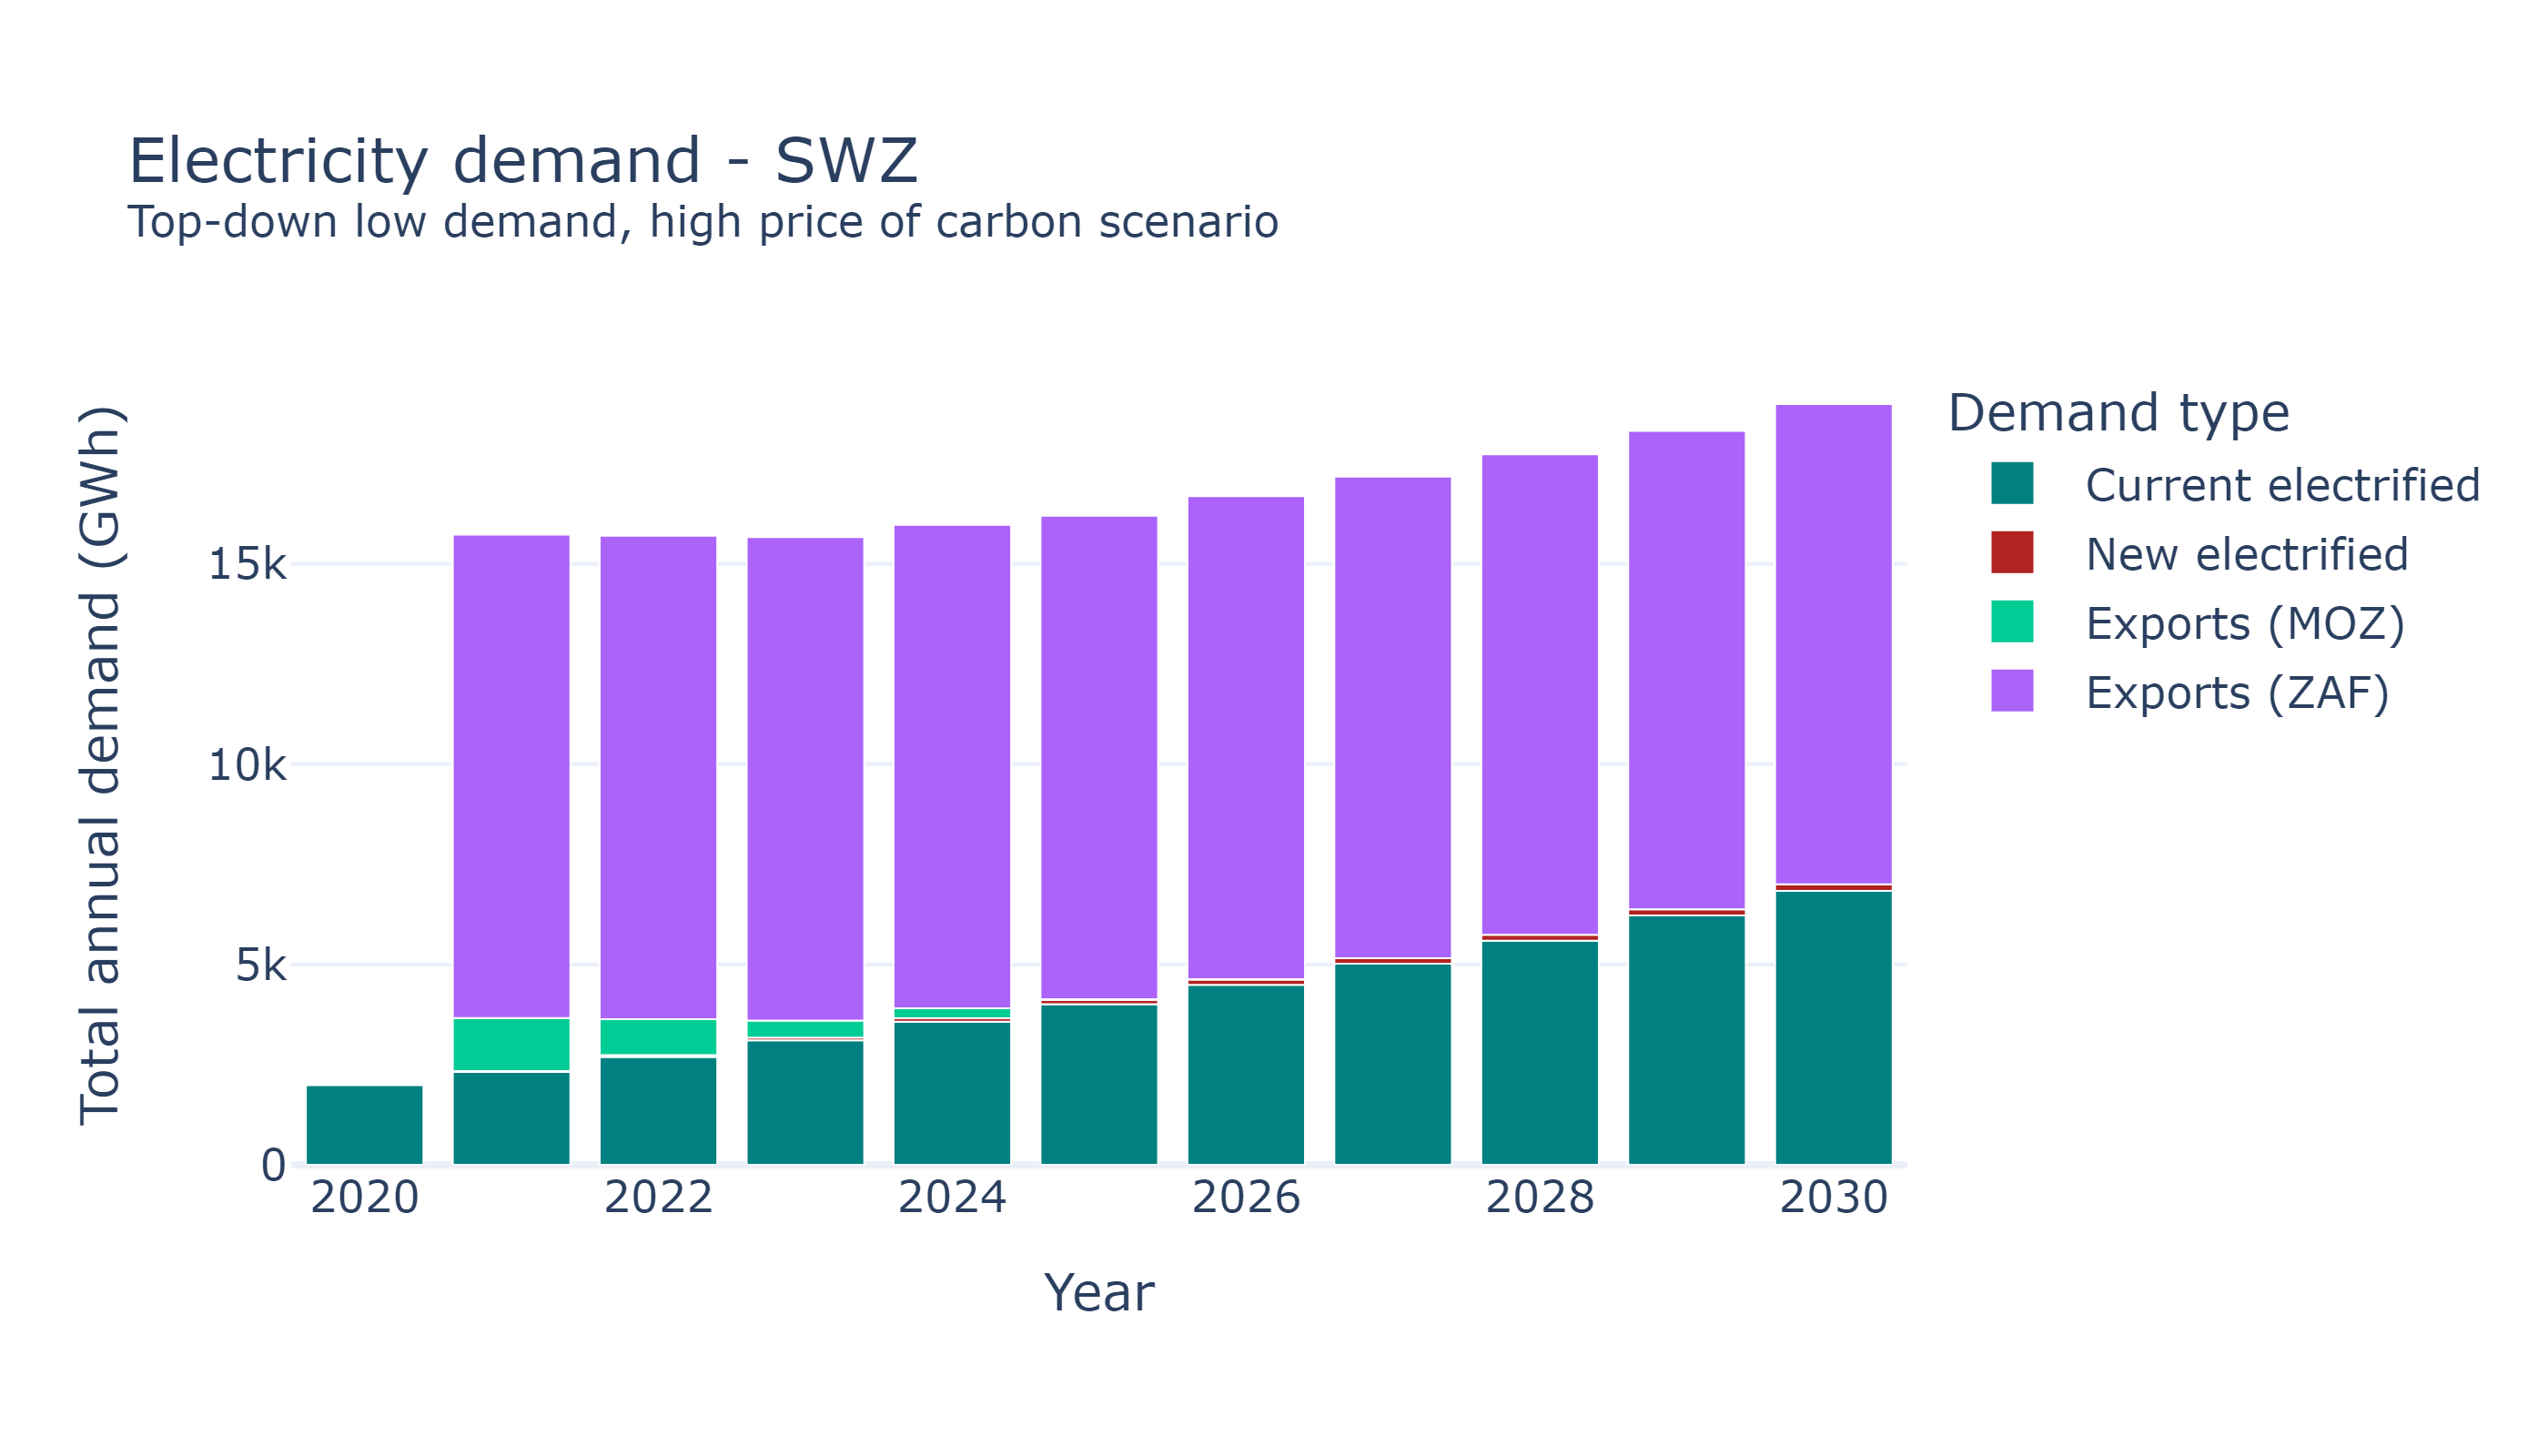 Electricity demand - SWZ
Top-down low demand, high price of carbon scenario
Total annual demand (GWh)
15k
10k
5k
0
2020
2022
2024
2026
2028
2030
Year
Demand type
Current electrified
New electrified
Exports (MOZ)
Exports (ZAF)